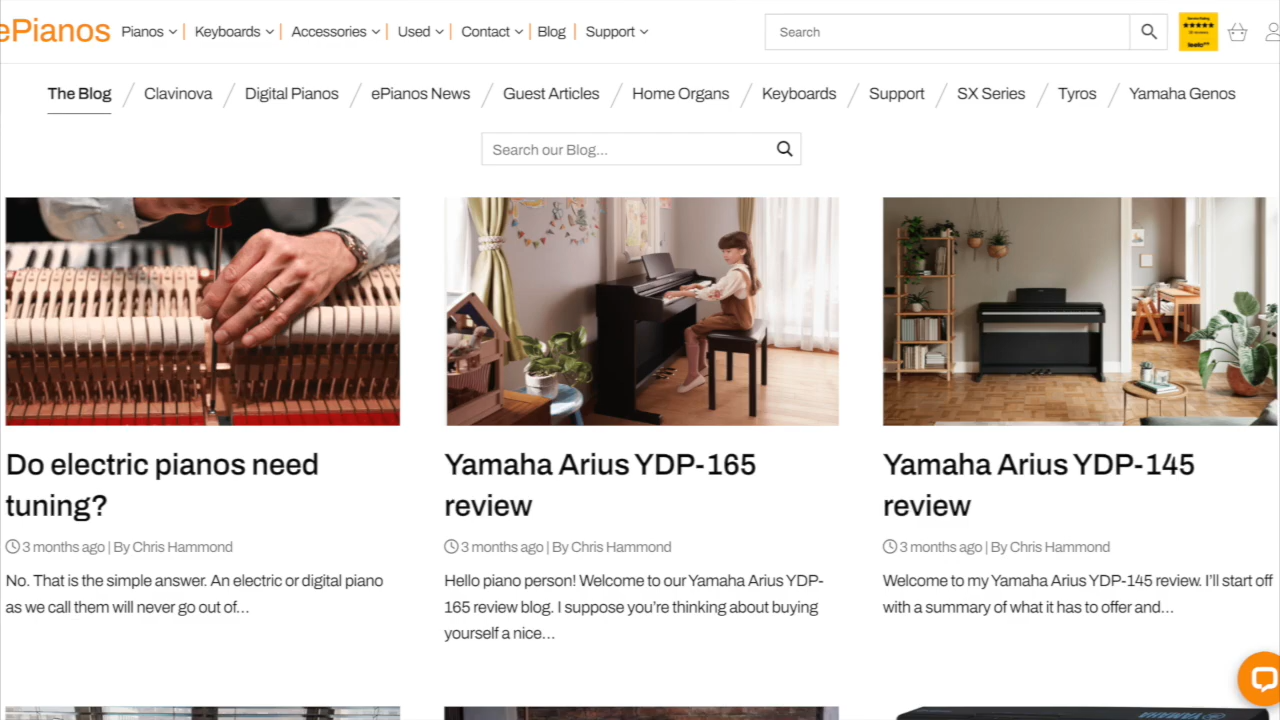 ePianos Pianos Keyboards Accessories Used Contact Blog Support Search
The Blog / Clavinova / Digital Pianos / ePianos News / Guest Articles / Home Organs / Keyboards / Support / SX Series / Tyros / Yamaha Genos
Search our Blog...
Do electric pianos need
tuning?
3 months ago | By Chris Hammond
No. That is the simple answer. An electric or digital piano
as we call them will never go out of...
Yamaha Arius YDP-165
review
3 months ago | By Chris Hammond
Hello piano person! Welcome to our Yamaha Arius YDP-
165 review blog. I suppose you're thinking about buying
yourself a nice...
Yamaha Arius YDP-145
review
3 months ago | By Chris Hammond
Welcome to my Yamaha Arius YDP-145 review. I'll start off
with a summary of what it has to offer and...
YAMAHA